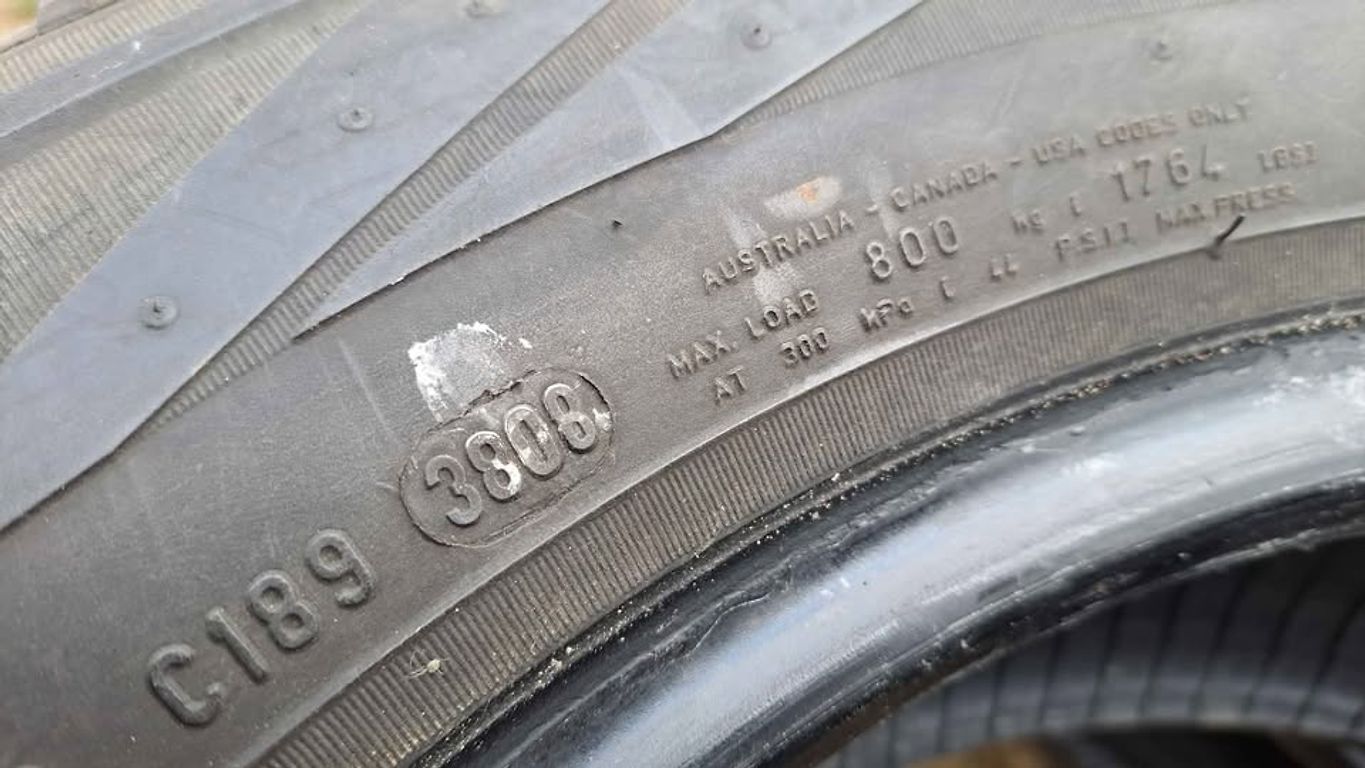 AUSTRALIA - CANADA - USA CODES ONLY
MAX. LOAD 800 kg [ 1764 LBS]
AT 300 KPa [ 44 P.S.I] MAX PRESS
3808
C189